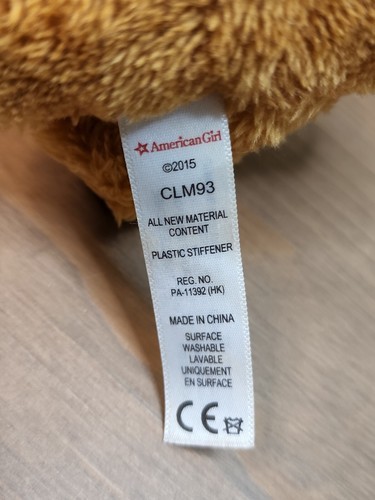 AmericanGirl
©2015
CLM93
ALL NEW MATERIAL
CONTENT
PLASTIC STIFFENER
REG. NO.
PA-11392 (HK)
MADE IN CHINA
SURFACE
WASHABLE
LAVABLE
UNIQUEMENT
EN SURFACE
CE